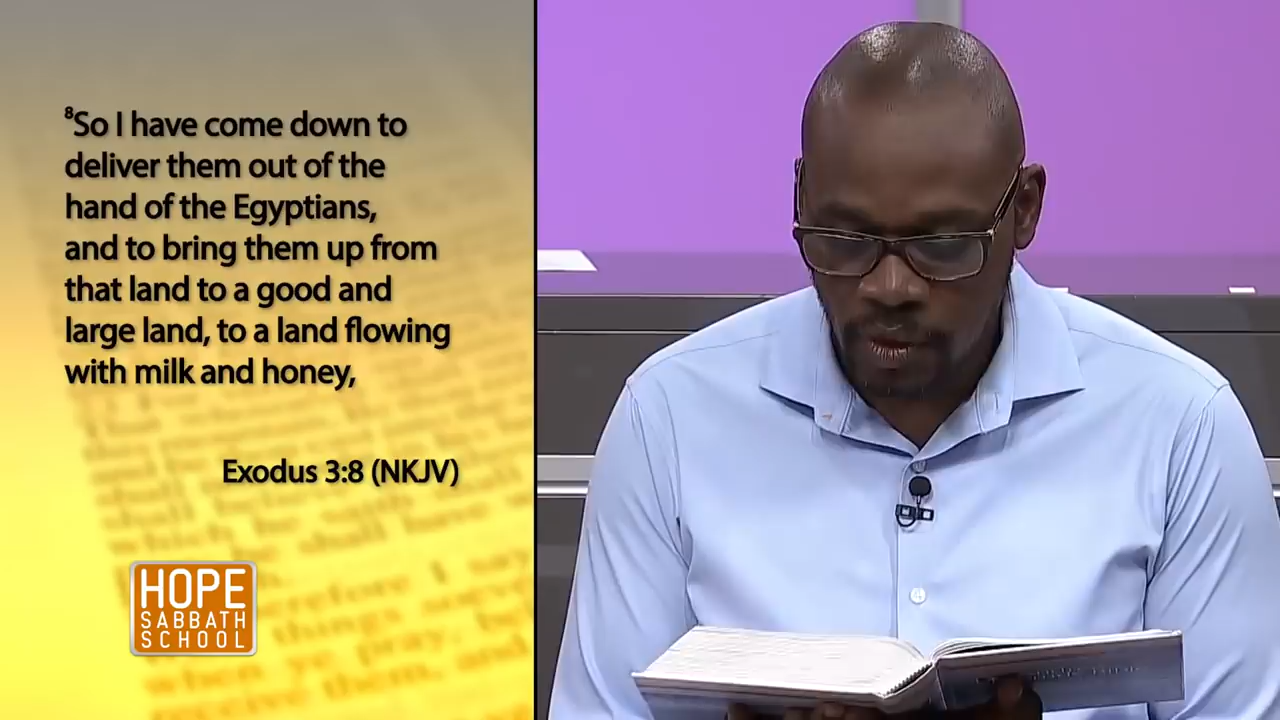 ⁸So I have come down to
deliver them out of the
hand of the Egyptians,
and to bring them up from
that land to a good and
large land, to a land flowing
with milk and honey,
Exodus 3:8 (NKJV)
HOPE
SABBATH
SCHOOL